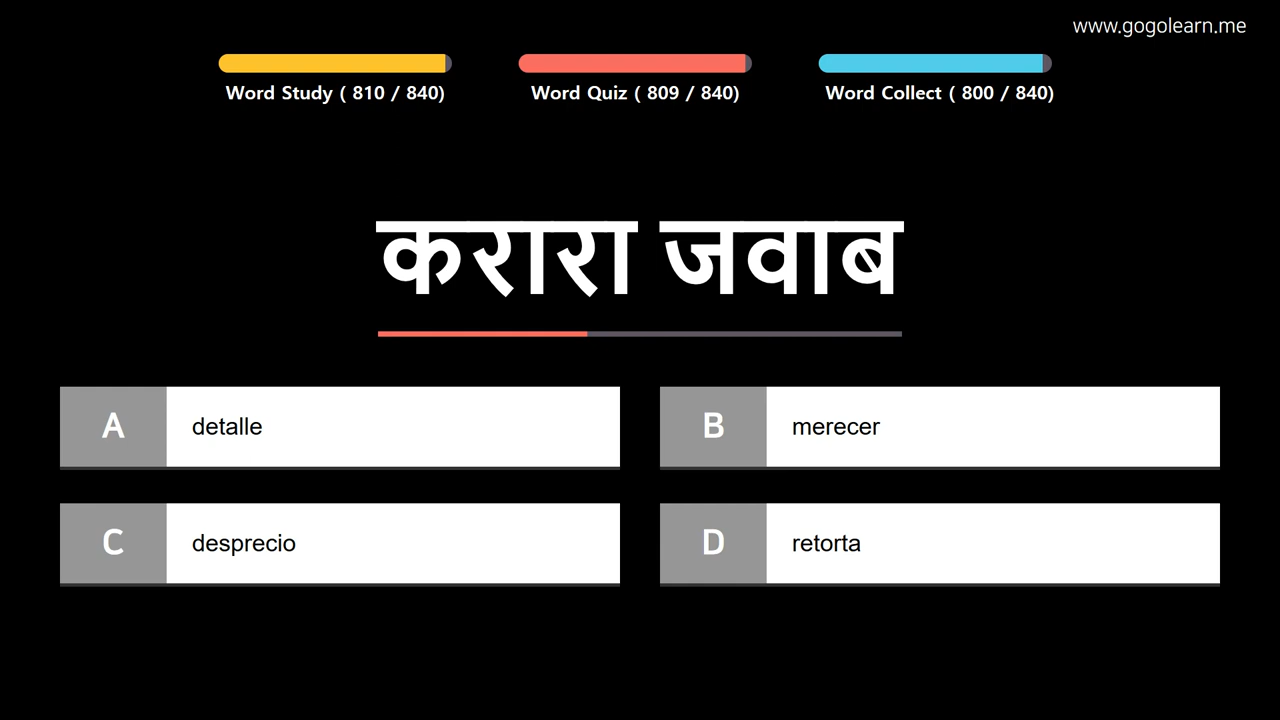 www.gogolearn.me
Word Study ( 810 / 840)
Word Quiz ( 809 / 840)
Word Collect ( 800 / 840)
करारा जवाब
A detalle
B merecer
C desprecio
D retorta